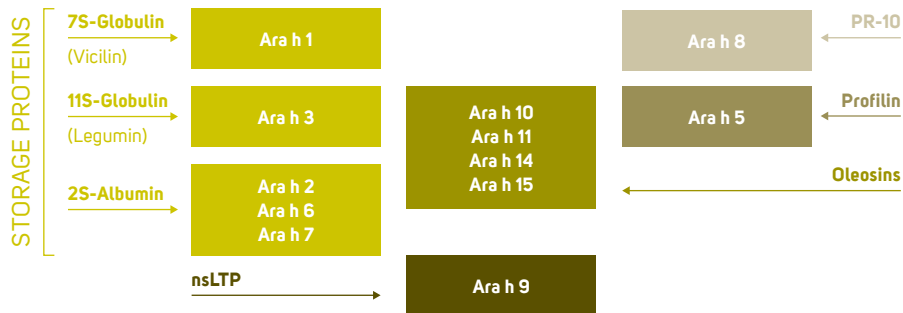 STORAGE PROTEINS
7S-Globulin
(Vicilin)
Ara h 1
11S-Globulin
(Legumin)
Ara h 3
2S-Albumin
Ara h 2
Ara h 6
Ara h 7
nsLTP
Ara h 9
Ara h 10
Ara h 11
Ara h 14
Ara h 15
Oleosins
Ara h 8
PR-10
Ara h 5
Profilin